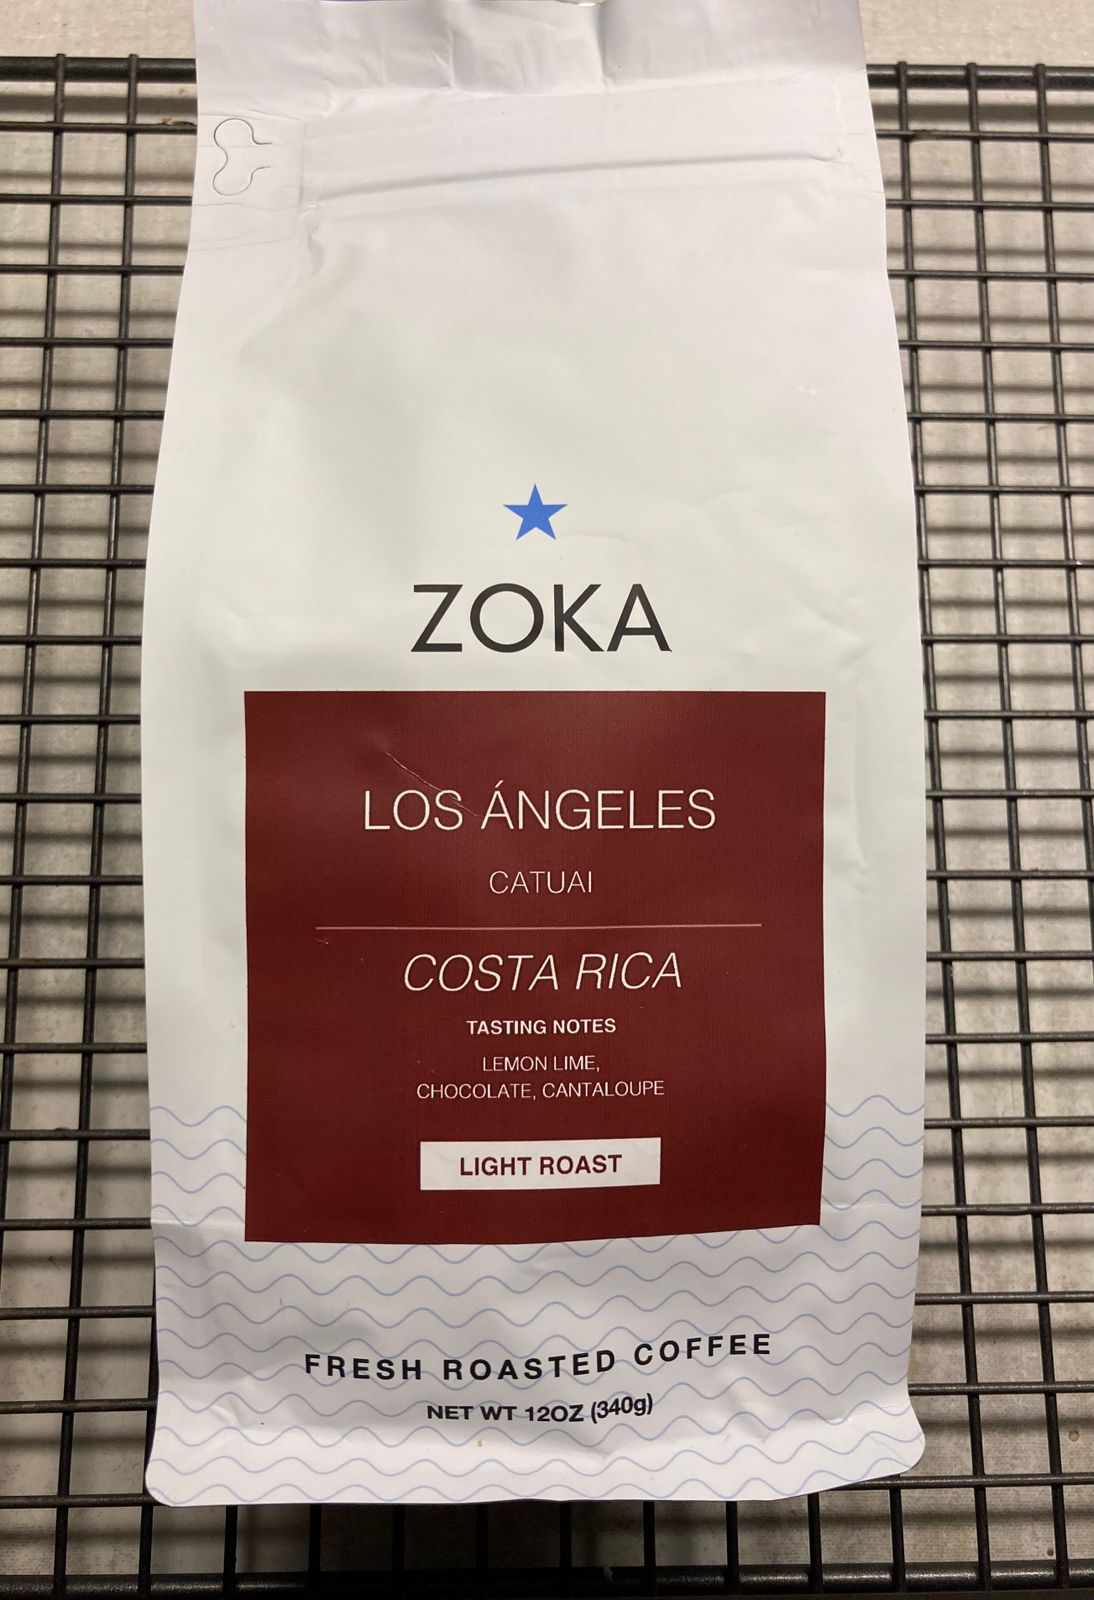 ZOKA
LOS ÁNGELES
CATUAI
COSTA RICA
TASTING NOTES
LEMON LIME,
CHOCOLATE, CANTALOUPE
LIGHT ROAST
FRESH ROASTED COFFEE
NET WT 12OZ (340g)